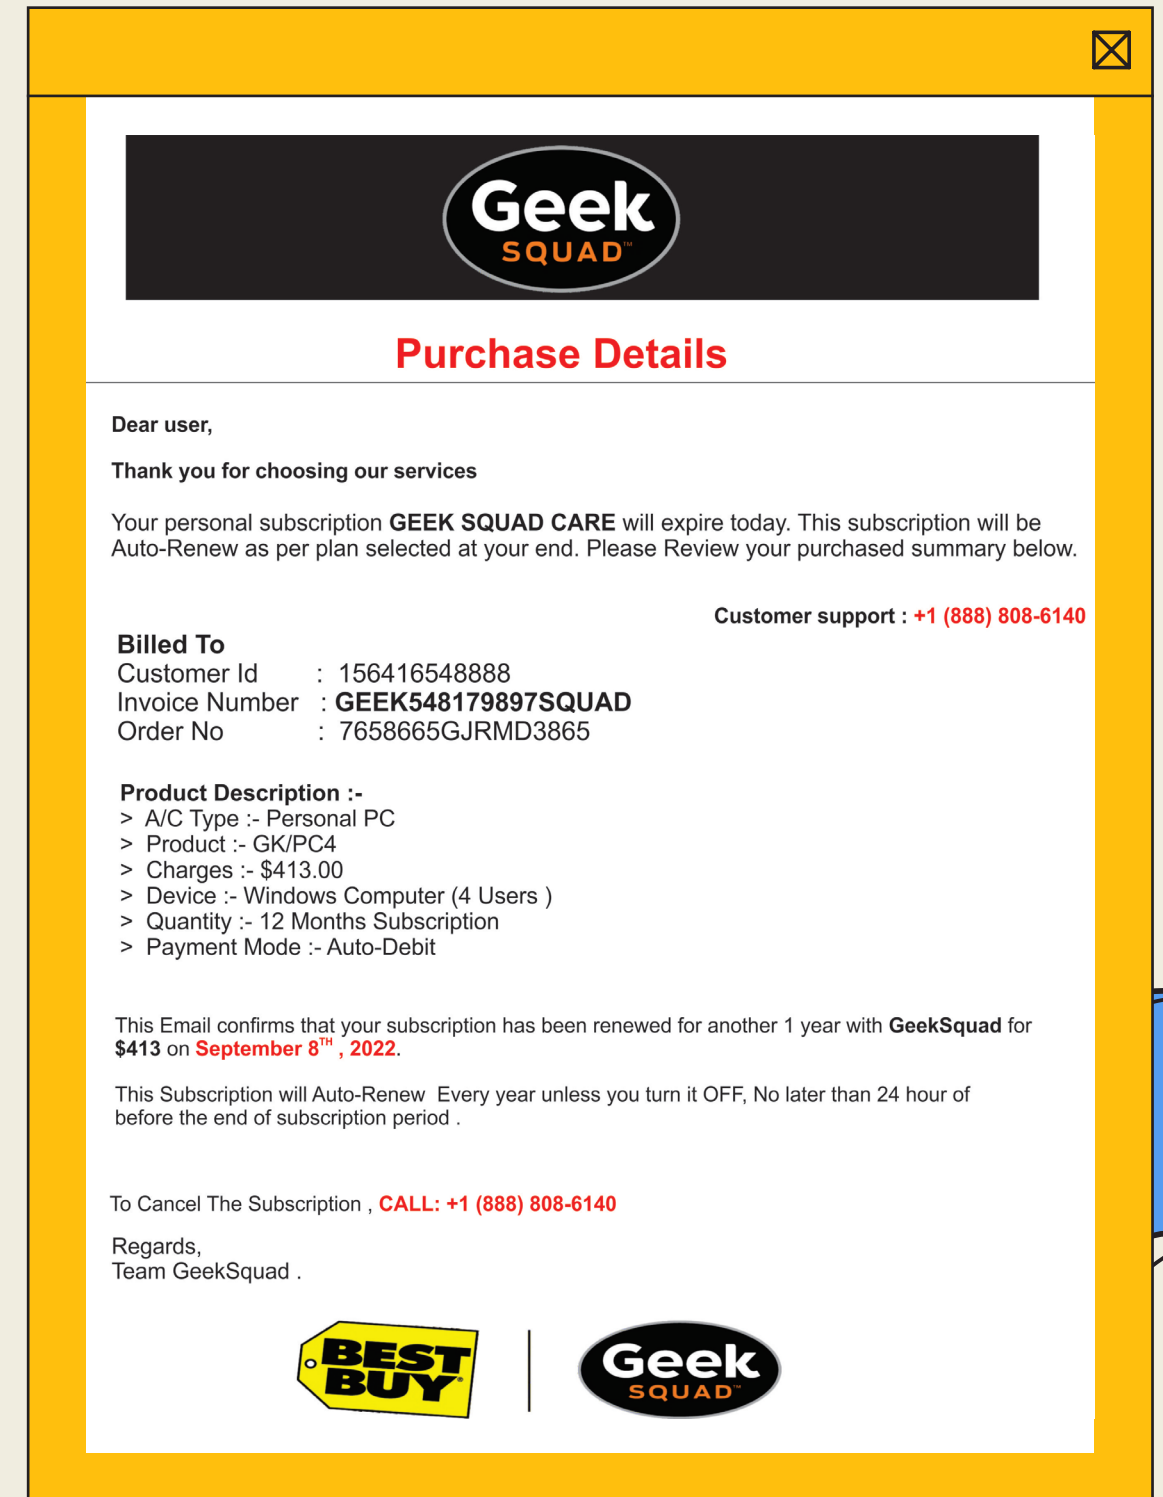 Geek
SQUAD™
Purchase Details
Dear user,
Thank you for choosing our services
Your personal subscription GEEK SQUAD CARE will expire today. This subscription will be
Auto-Renew as per plan selected at your end. Please Review your purchased summary below.
Customer support : +1 (888) 808-6140
Billed To
Customer Id : 156416548888
Invoice Number : GEEK548179897SQUAD
Order No : 7658665GJRMD3865
Product Description :-
> A/C Type :- Personal PC
> Product :- GK/PC4
> Charges :- $413.00
> Device :- Windows Computer (4 Users )
> Quantity :- 12 Months Subscription
> Payment Mode :- Auto-Debit
This Email confirms that your subscription has been renewed for another 1 year with GeekSquad for
$413 on September 8TH , 2022.
This Subscription will Auto-Renew Every year unless you turn it OFF, No later than 24 hour of
before the end of subscription period .
To Cancel The Subscription , CALL: +1 (888) 808-6140
Regards,
Team GeekSquad .
BEST
BUY®
Geek
SQUAD™